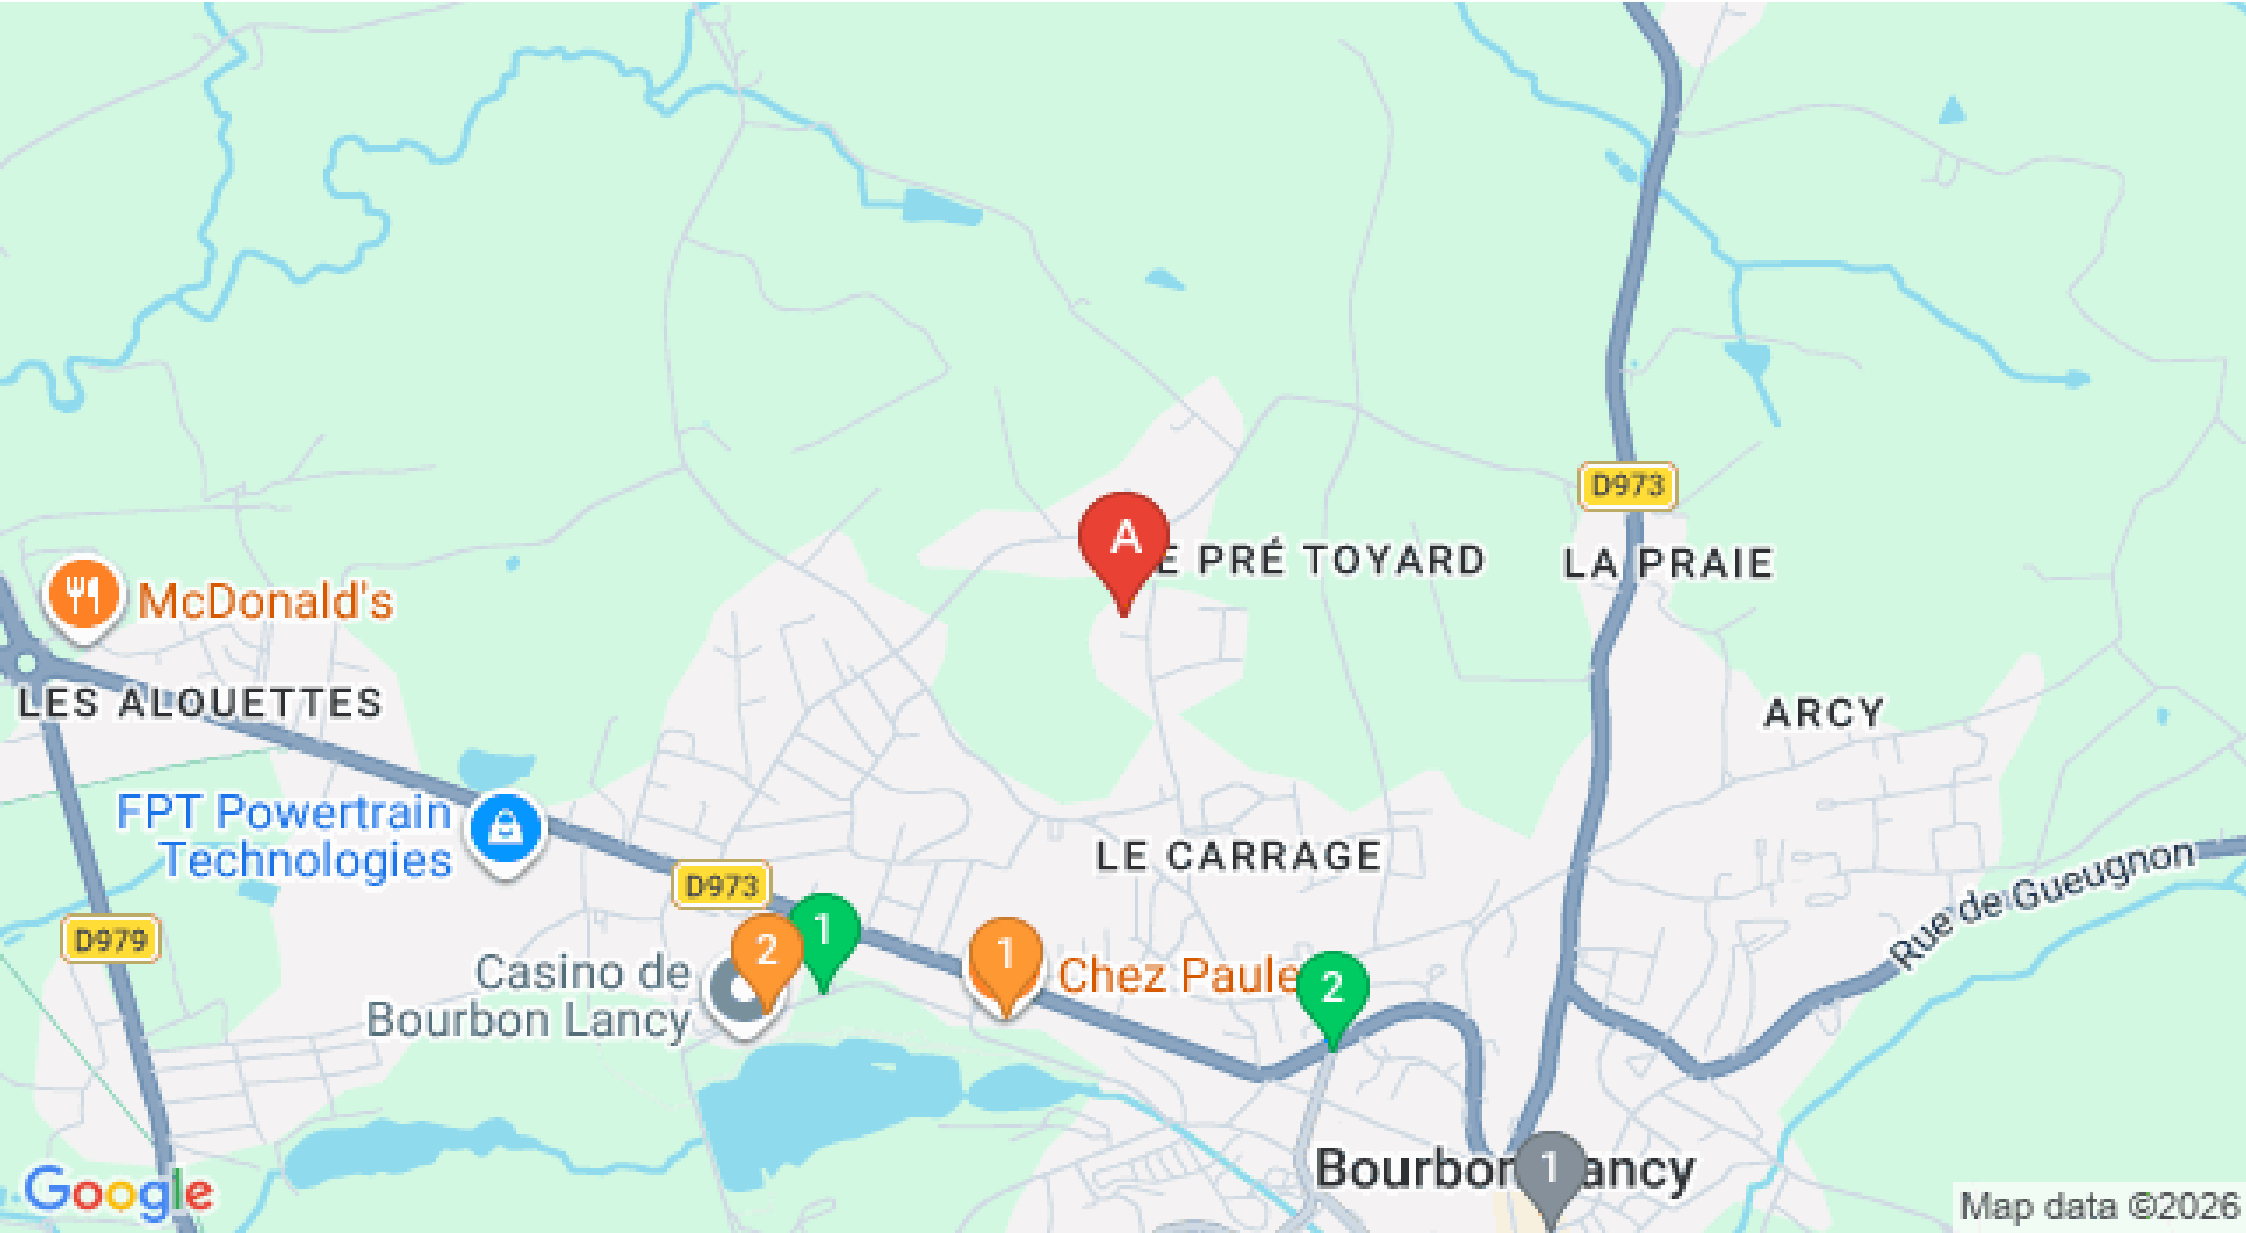 D973
A
E PRÉ TOYARD
LA PRAIE
McDonald's
LES ALOUETTES
ARCY
FPT Powertrain
Technologies
LE CARRAGE
D973
Rue de Gueugnon
D979
2
1
1
Casino de
Bourbon Lancy
Chez Paule
2
Bourbon ancy
1
Google
Map data ©2026